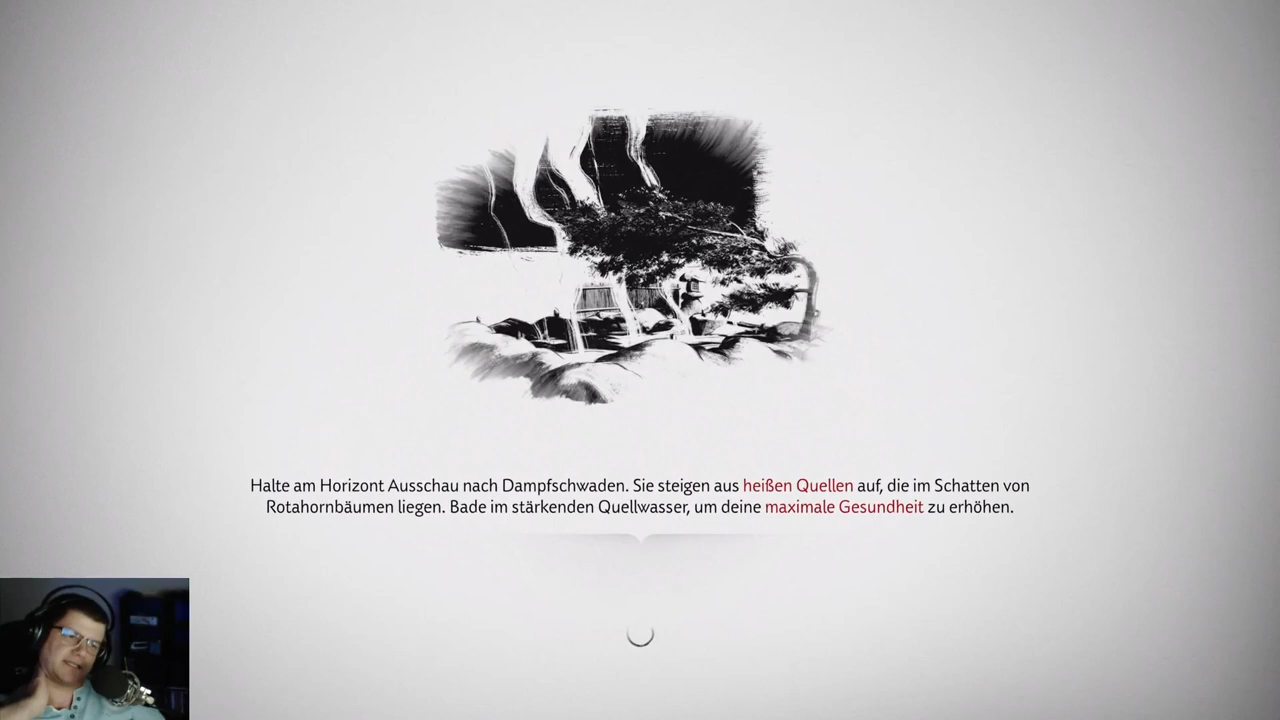 Halte am Horizont Ausschau nach Dampfschwaden. Sie steigen aus heißen Quellen auf, die im Schatten von
Rotahornbäumen liegen. Bade im stärkenden Quellwasser, um deine maximale Gesundheit zu erhöhen.